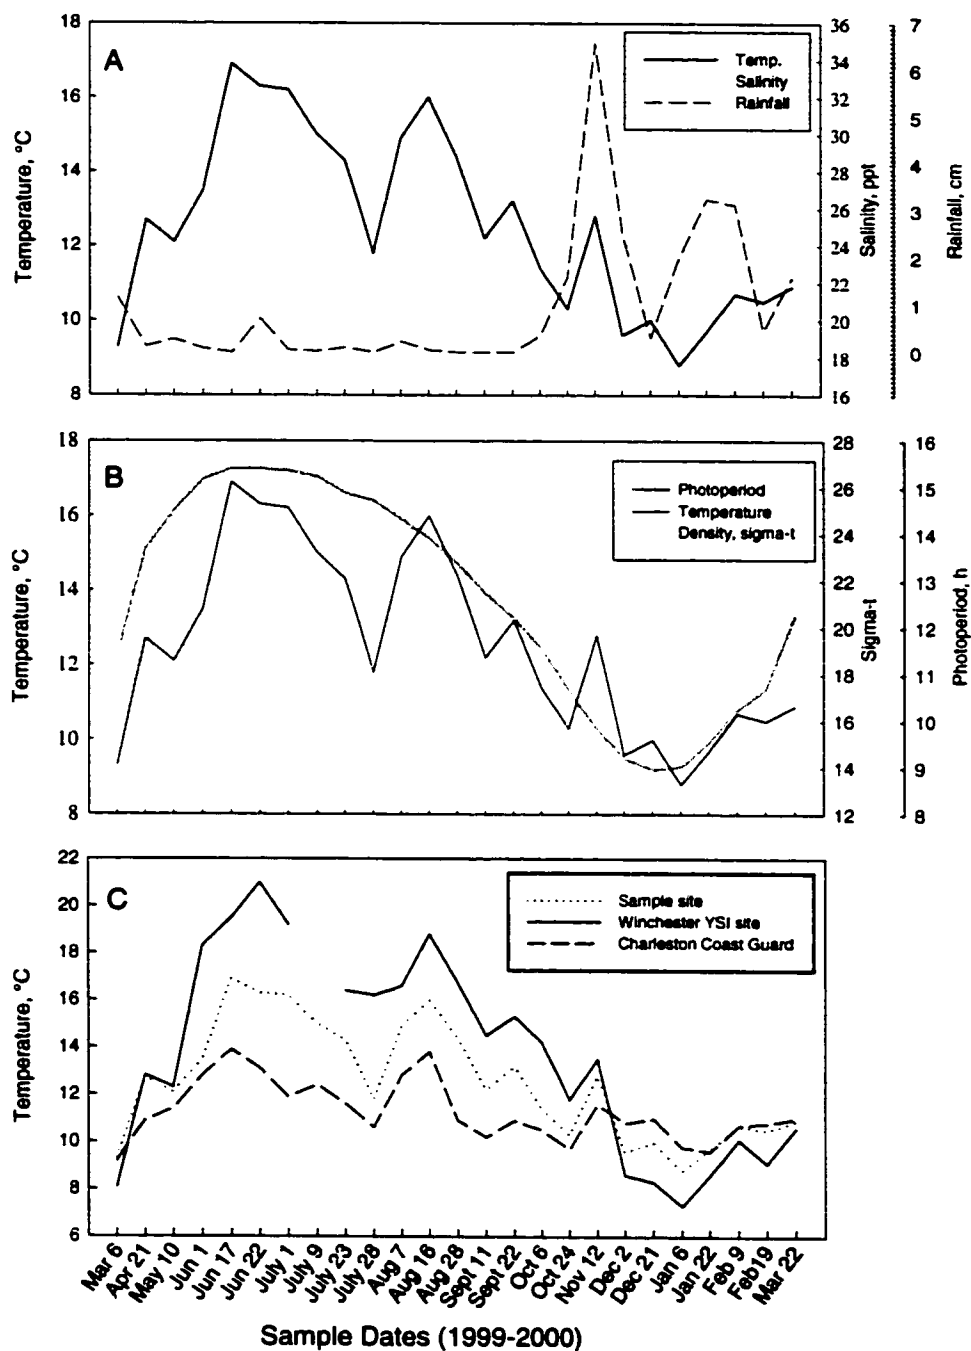 A
Temperature, °C
18
16
14
12
10
8
Temp.
Salinity
Rainfall
36
34
32
30
28
26
24
22
20
18
16
Salinity, ppt
7
6
5
4
3
2
1
0
Rainfall, cm
B
Temperature, °C
18
16
14
12
10
8
Photoperiod
Temperature
Density, sigma-t
28
26
24
22
20
18
16
14
12
Sigma-t
16
15
14
13
12
11
10
9
8
Photoperiod, h
C
Temperature, °C
22
20
18
16
14
12
10
8
6
Sample site
Winchester YSI site
Charleston Coast Guard
Mar 6
Apr 21
May 10
Jun 1
Jun 17
Jun 22
July 1
July 9
July 23
July 28
Aug 7
Aug 16
Aug 28
Sept 11
Sept 22
Oct 6
Oct 24
Nov 12
Dec 2
Dec 21
Jan 6
Jan 22
Feb 9
Feb19
Mar 22
Sample Dates (1999-2000)